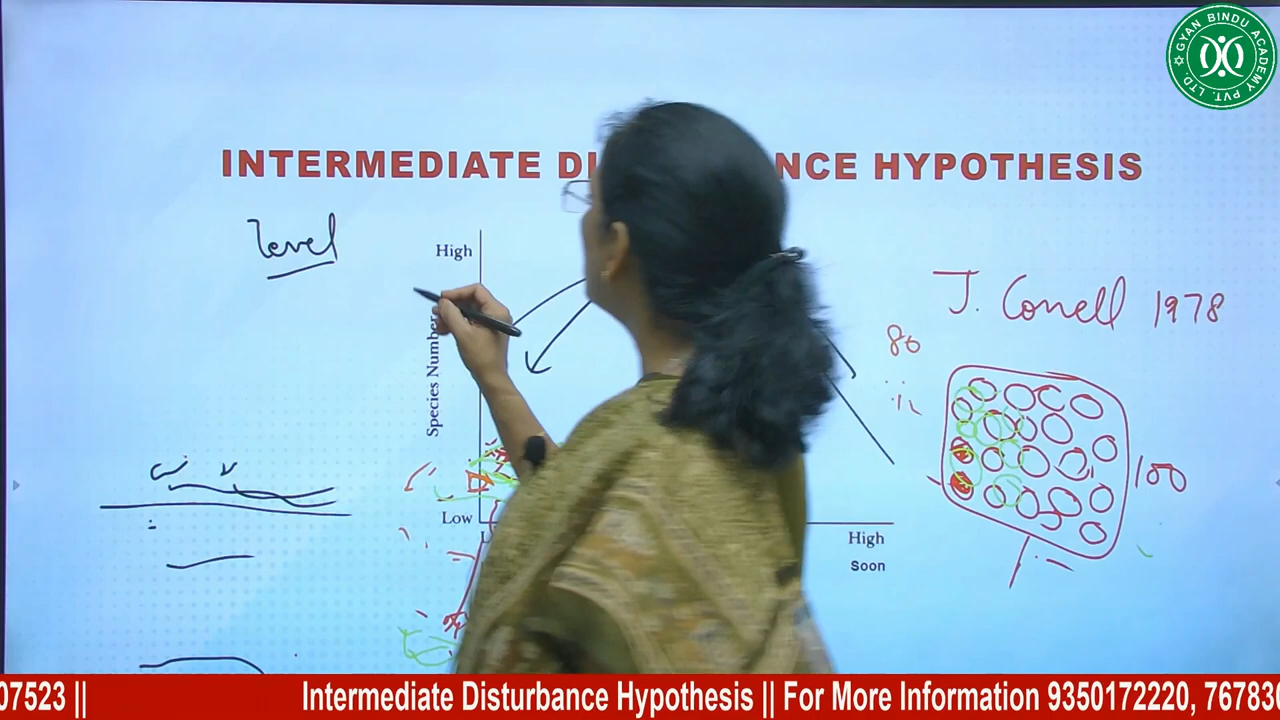 GYAN BINDU ACADEMY PVT. LTD.
INTERMEDIATE DI NCE HYPOTHESIS
level
High
Species Number
Low
High
Soon
J. Connell 1978
80
100
07523 || Intermediate Disturbance Hypothesis || For More Information 9350172220, 76783